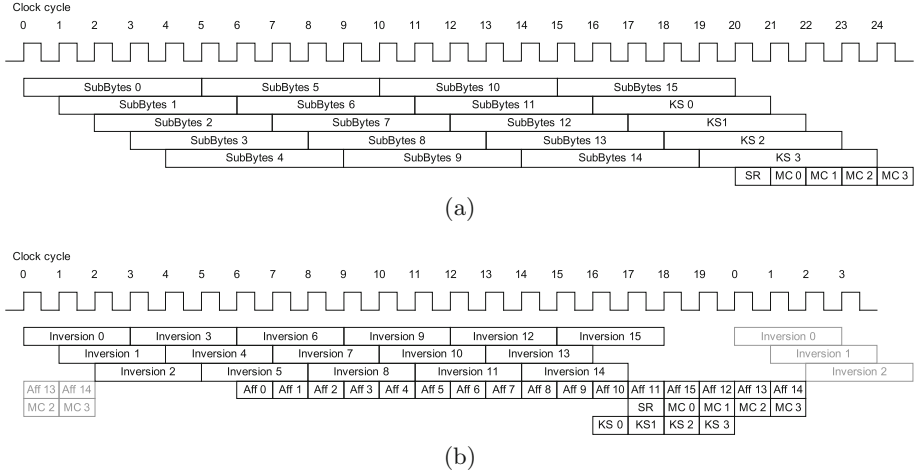 Clock cycle
0 1 2 3 4 5 6 7 8 9 10 11 12 13 14 15 16 17 18 19 20 21 22 23 24
SubBytes 0 SubBytes 5 SubBytes 10 SubBytes 15
SubBytes 1 SubBytes 6 SubBytes 11 KS 0
SubBytes 2 SubBytes 7 SubBytes 12 KS1
SubBytes 3 SubBytes 8 SubBytes 13 KS 2
SubBytes 4 SubBytes 9 SubBytes 14 KS 3
SR MC 0 MC 1 MC 2 MC 3
(a)
Clock cycle
0 1 2 3 4 5 6 7 8 9 10 11 12 13 14 15 16 17 18 19 0 1 2 3
Inversion 0 Inversion 3 Inversion 6 Inversion 9 Inversion 12 Inversion 15 Inversion 0
Inversion 1 Inversion 4 Inversion 7 Inversion 10 Inversion 13 Inversion 1
Inversion 2 Inversion 5 Inversion 8 Inversion 11 Inversion 14 Inversion 2
Aff 13 Aff 14 Aff 0 Aff 1 Aff 2 Aff 3 Aff 4 Aff 5 Aff 6 Aff 7 Aff 8 Aff 9 Aff 10 Aff 11 Aff 15 Aff 12 Aff 13 Aff 14
MC 2 MC 3 SR MC 0 MC 1 MC 2 MC 3
KS 0 KS1 KS 2 KS 3
(b)